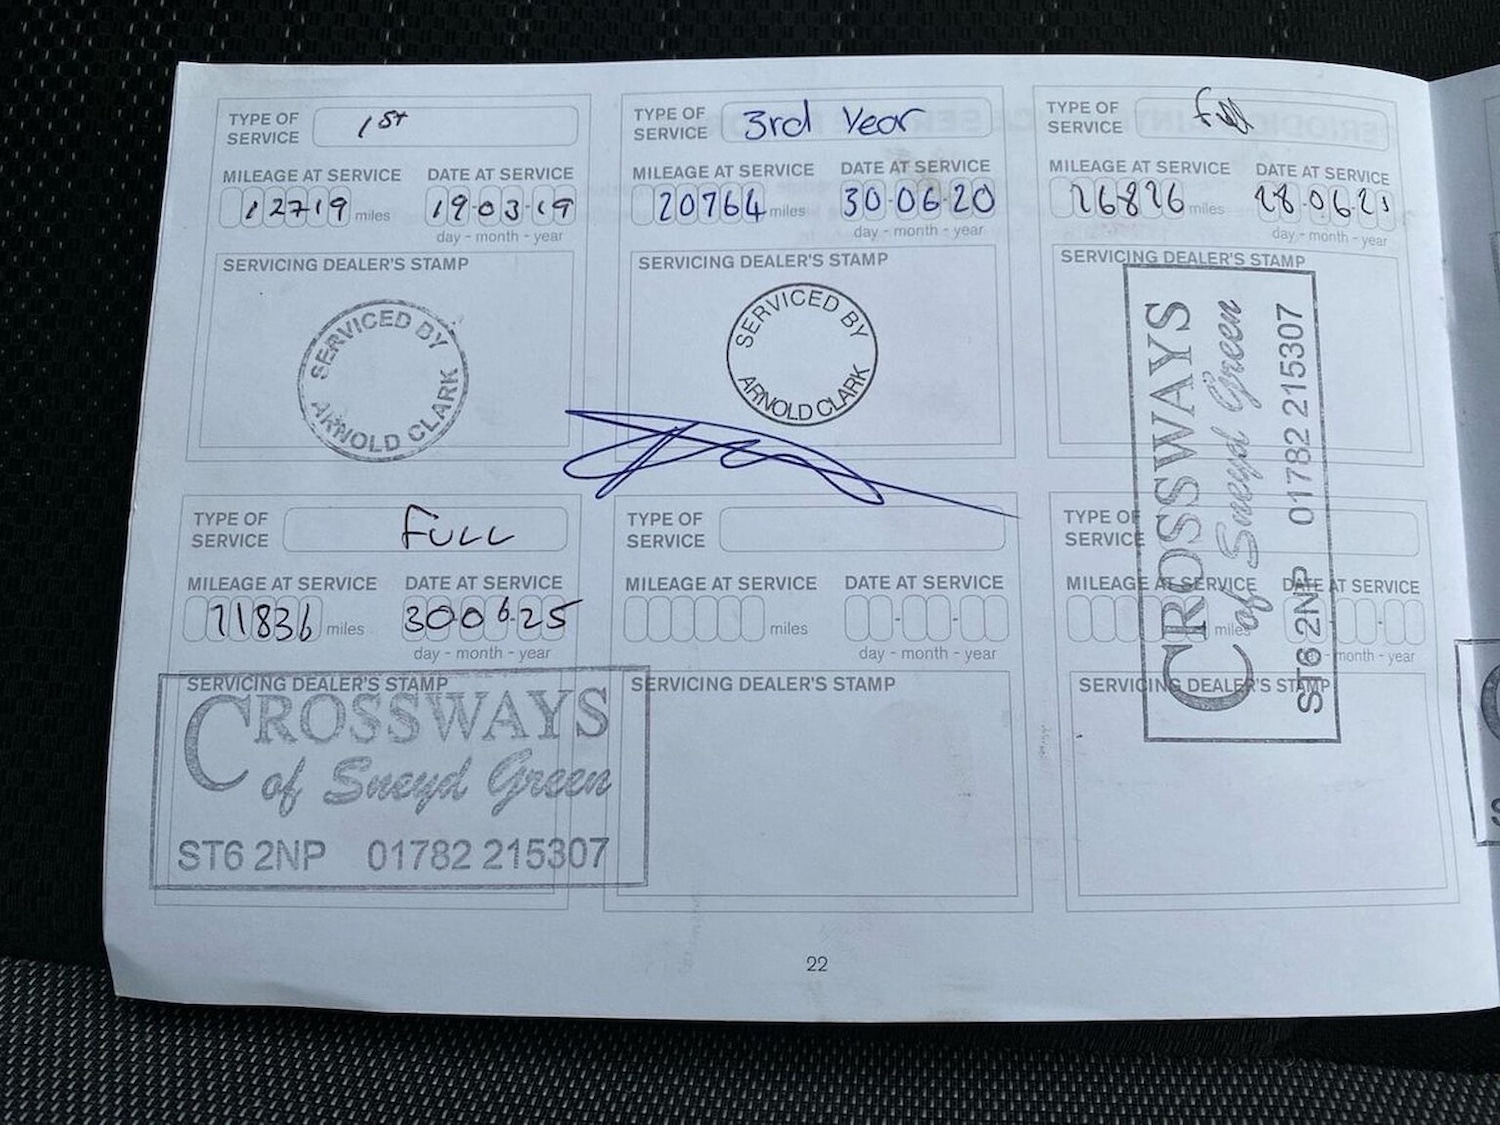 TYPE OF SERVICE 1st
MILEAGE AT SERVICE DATE AT SERVICE
12719 miles 19-03-19
day - month - year
SERVICING DEALER'S STAMP
SERVICED BY
ARNOLD CLARK
TYPE OF SERVICE 3rd Year
MILEAGE AT SERVICE DATE AT SERVICE
20764 miles 30-06-20
day - month - year
SERVICING DEALER'S STAMP
SERVICED BY
ARNOLD CLARK
TYPE OF SERVICE Full
MILEAGE AT SERVICE DATE AT SERVICE
26826 miles 28-06-21
day - month - year
SERVICING DEALER'S STAMP
CROSSWAYS
of Sneyd Green
ST6 2NP 01782 215307
TYPE OF SERVICE FULL
MILEAGE AT SERVICE DATE AT SERVICE
71836 miles 30-06-25
day - month - year
SERVICING DEALER'S STAMP
CROSSWAYS
of Sneyd Green
ST6 2NP 01782 215307
TYPE OF SERVICE
MILEAGE AT SERVICE DATE AT SERVICE
miles
day - month - year
SERVICING DEALER'S STAMP
TYPE OF SERVICE
MILEAGE AT SERVICE DATE AT SERVICE
miles
day - month - year
SERVICING DEALER'S STAMP
22